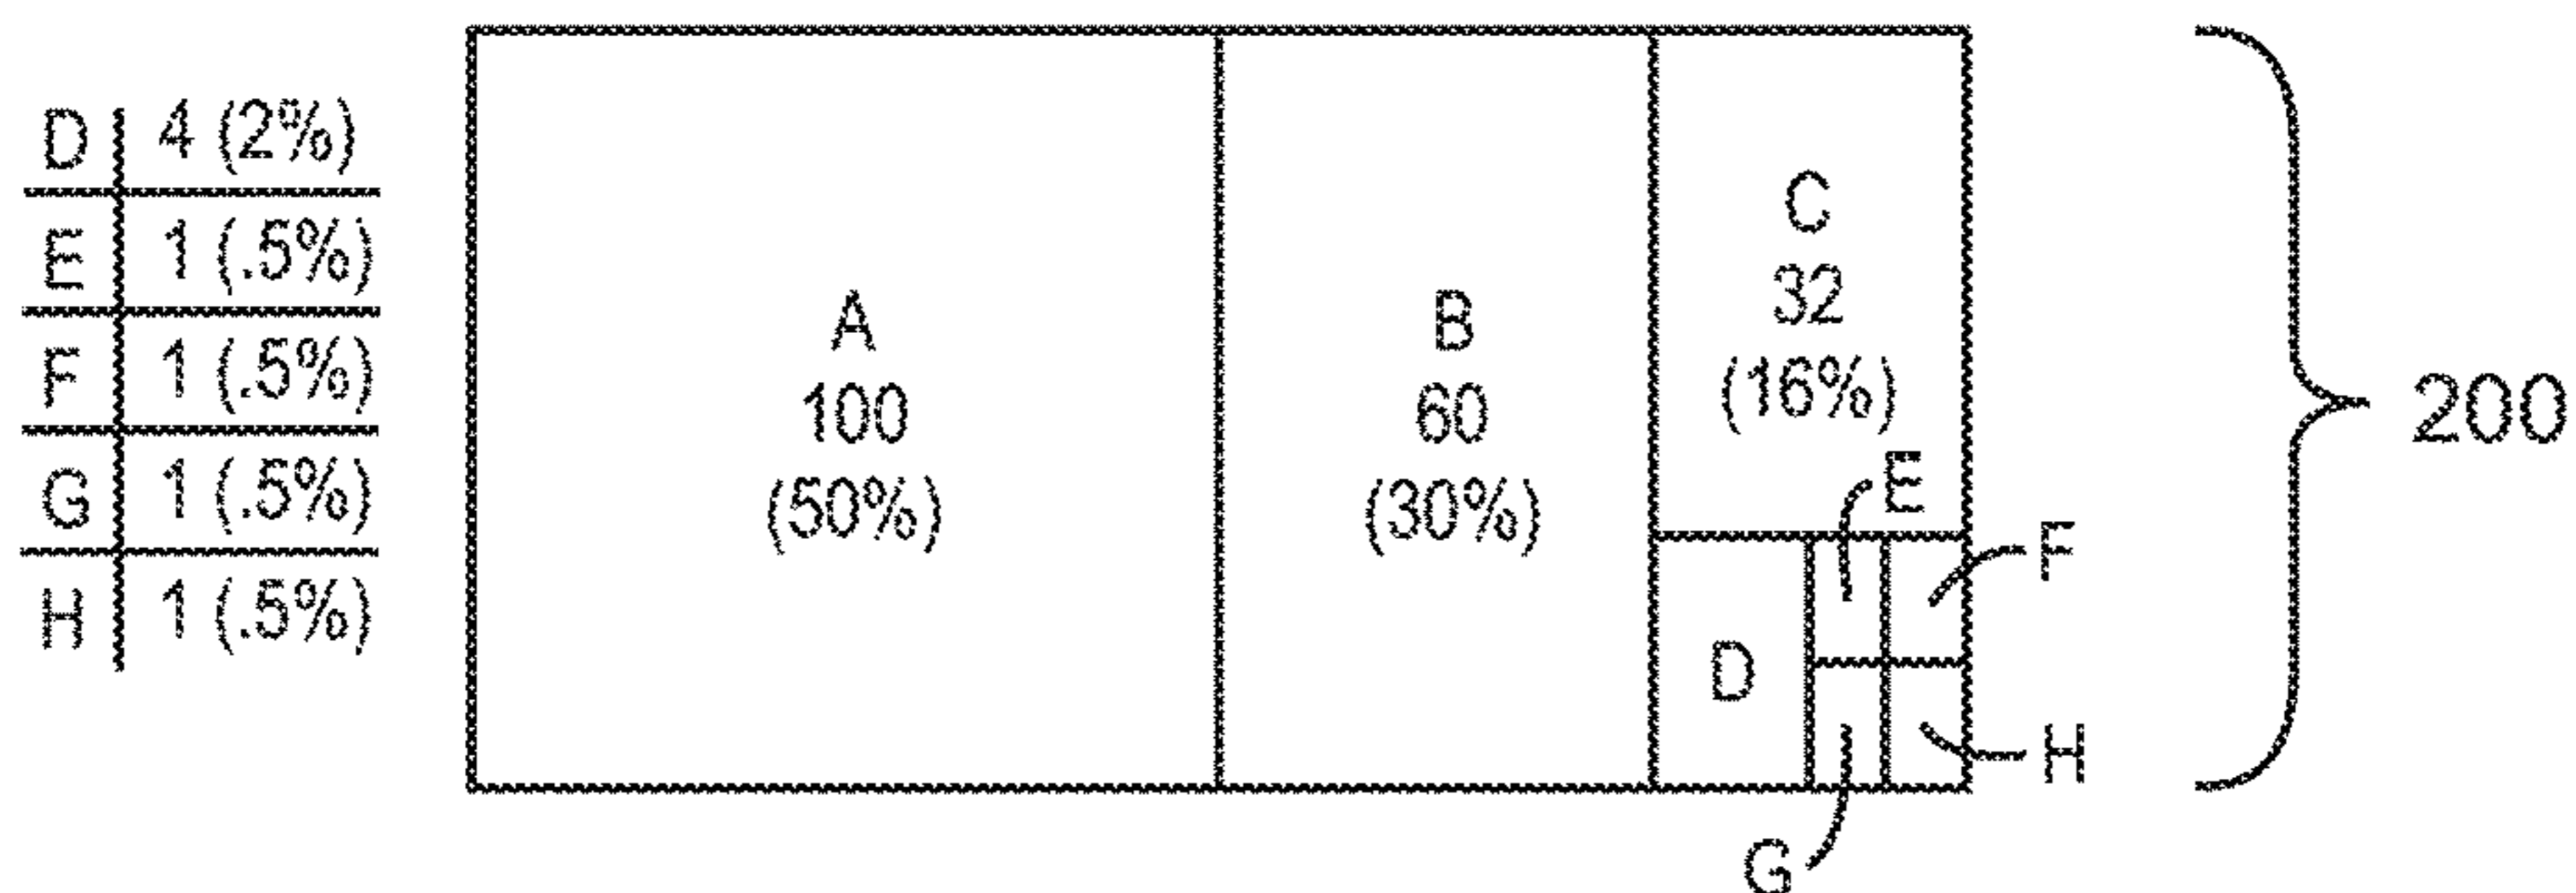 D 4 (2%)
E 1 (.5%)
F 1 (.5%)
G 1 (.5%)
H 1 (.5%)
A
100
(50%)
B
60
(30%)
C
32
(16%)
E
F
D
H
G
200